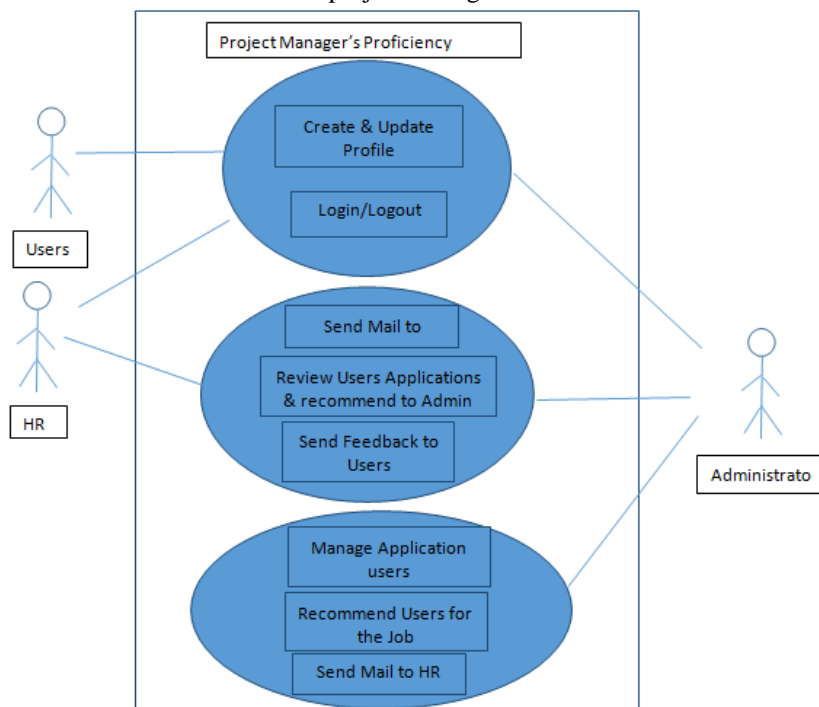 Project Manager's Proficiency
Create & Update
Profile
Login/Logout
Users
Send Mail to
Review Users Applications
& recommend to Admin
HR
Send Feedback to
Users
Administrato
Manage Application
users
Recommend Users for
the Job
Send Mail to HR